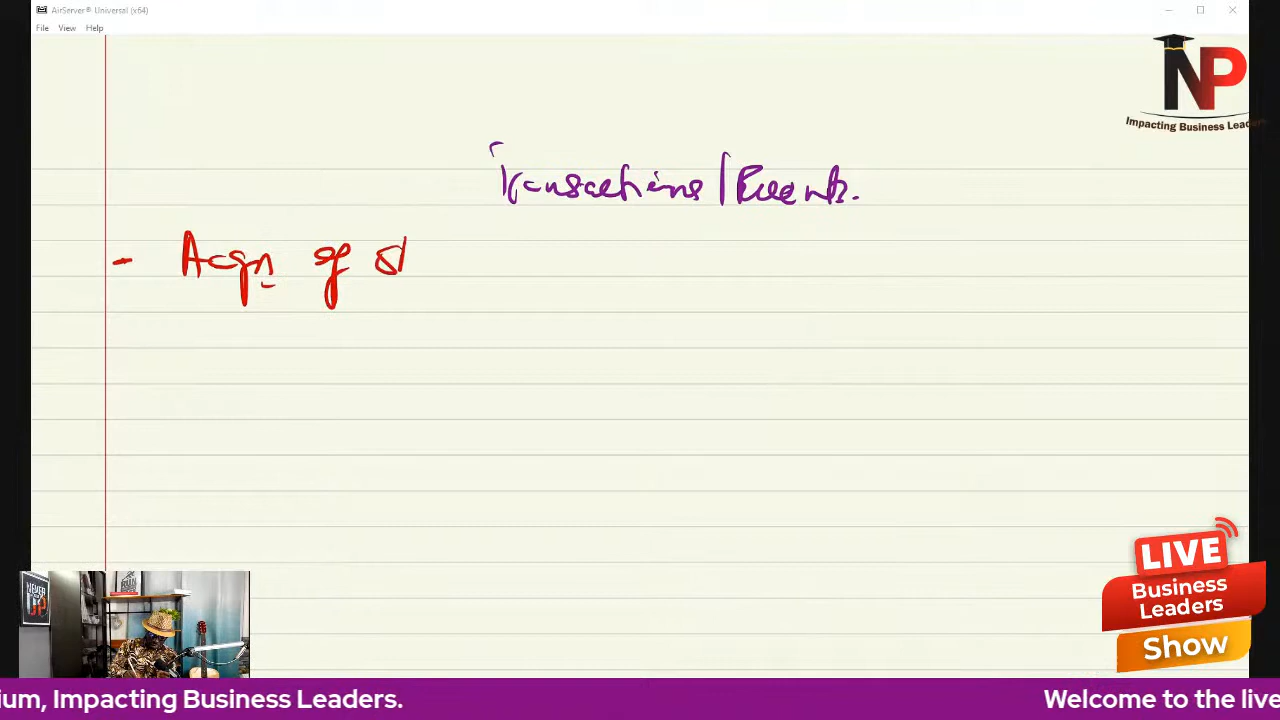 AirServer® Universal (x64)
File View Help
NP
Impacting Business Leaders
Transactions/Events.
- Acqn of s
LIVE
Business
Leaders
Show
ium, Impacting Business Leaders. Welcome to the live